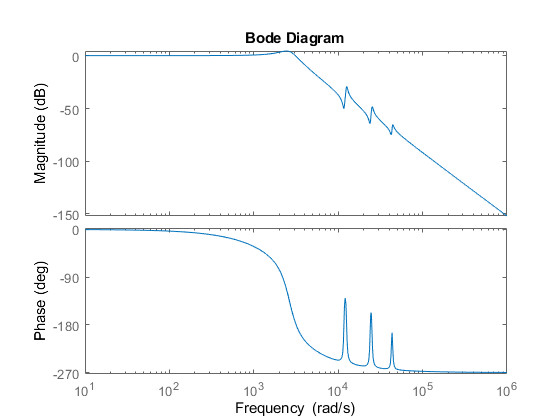 Bode Diagram
0
-50
-100
-150
Magnitude (dB)
0
-90
-180
-270
Phase (deg)
10^1 10^2 10^3 10^4 10^5 10^6
Frequency (rad/s)